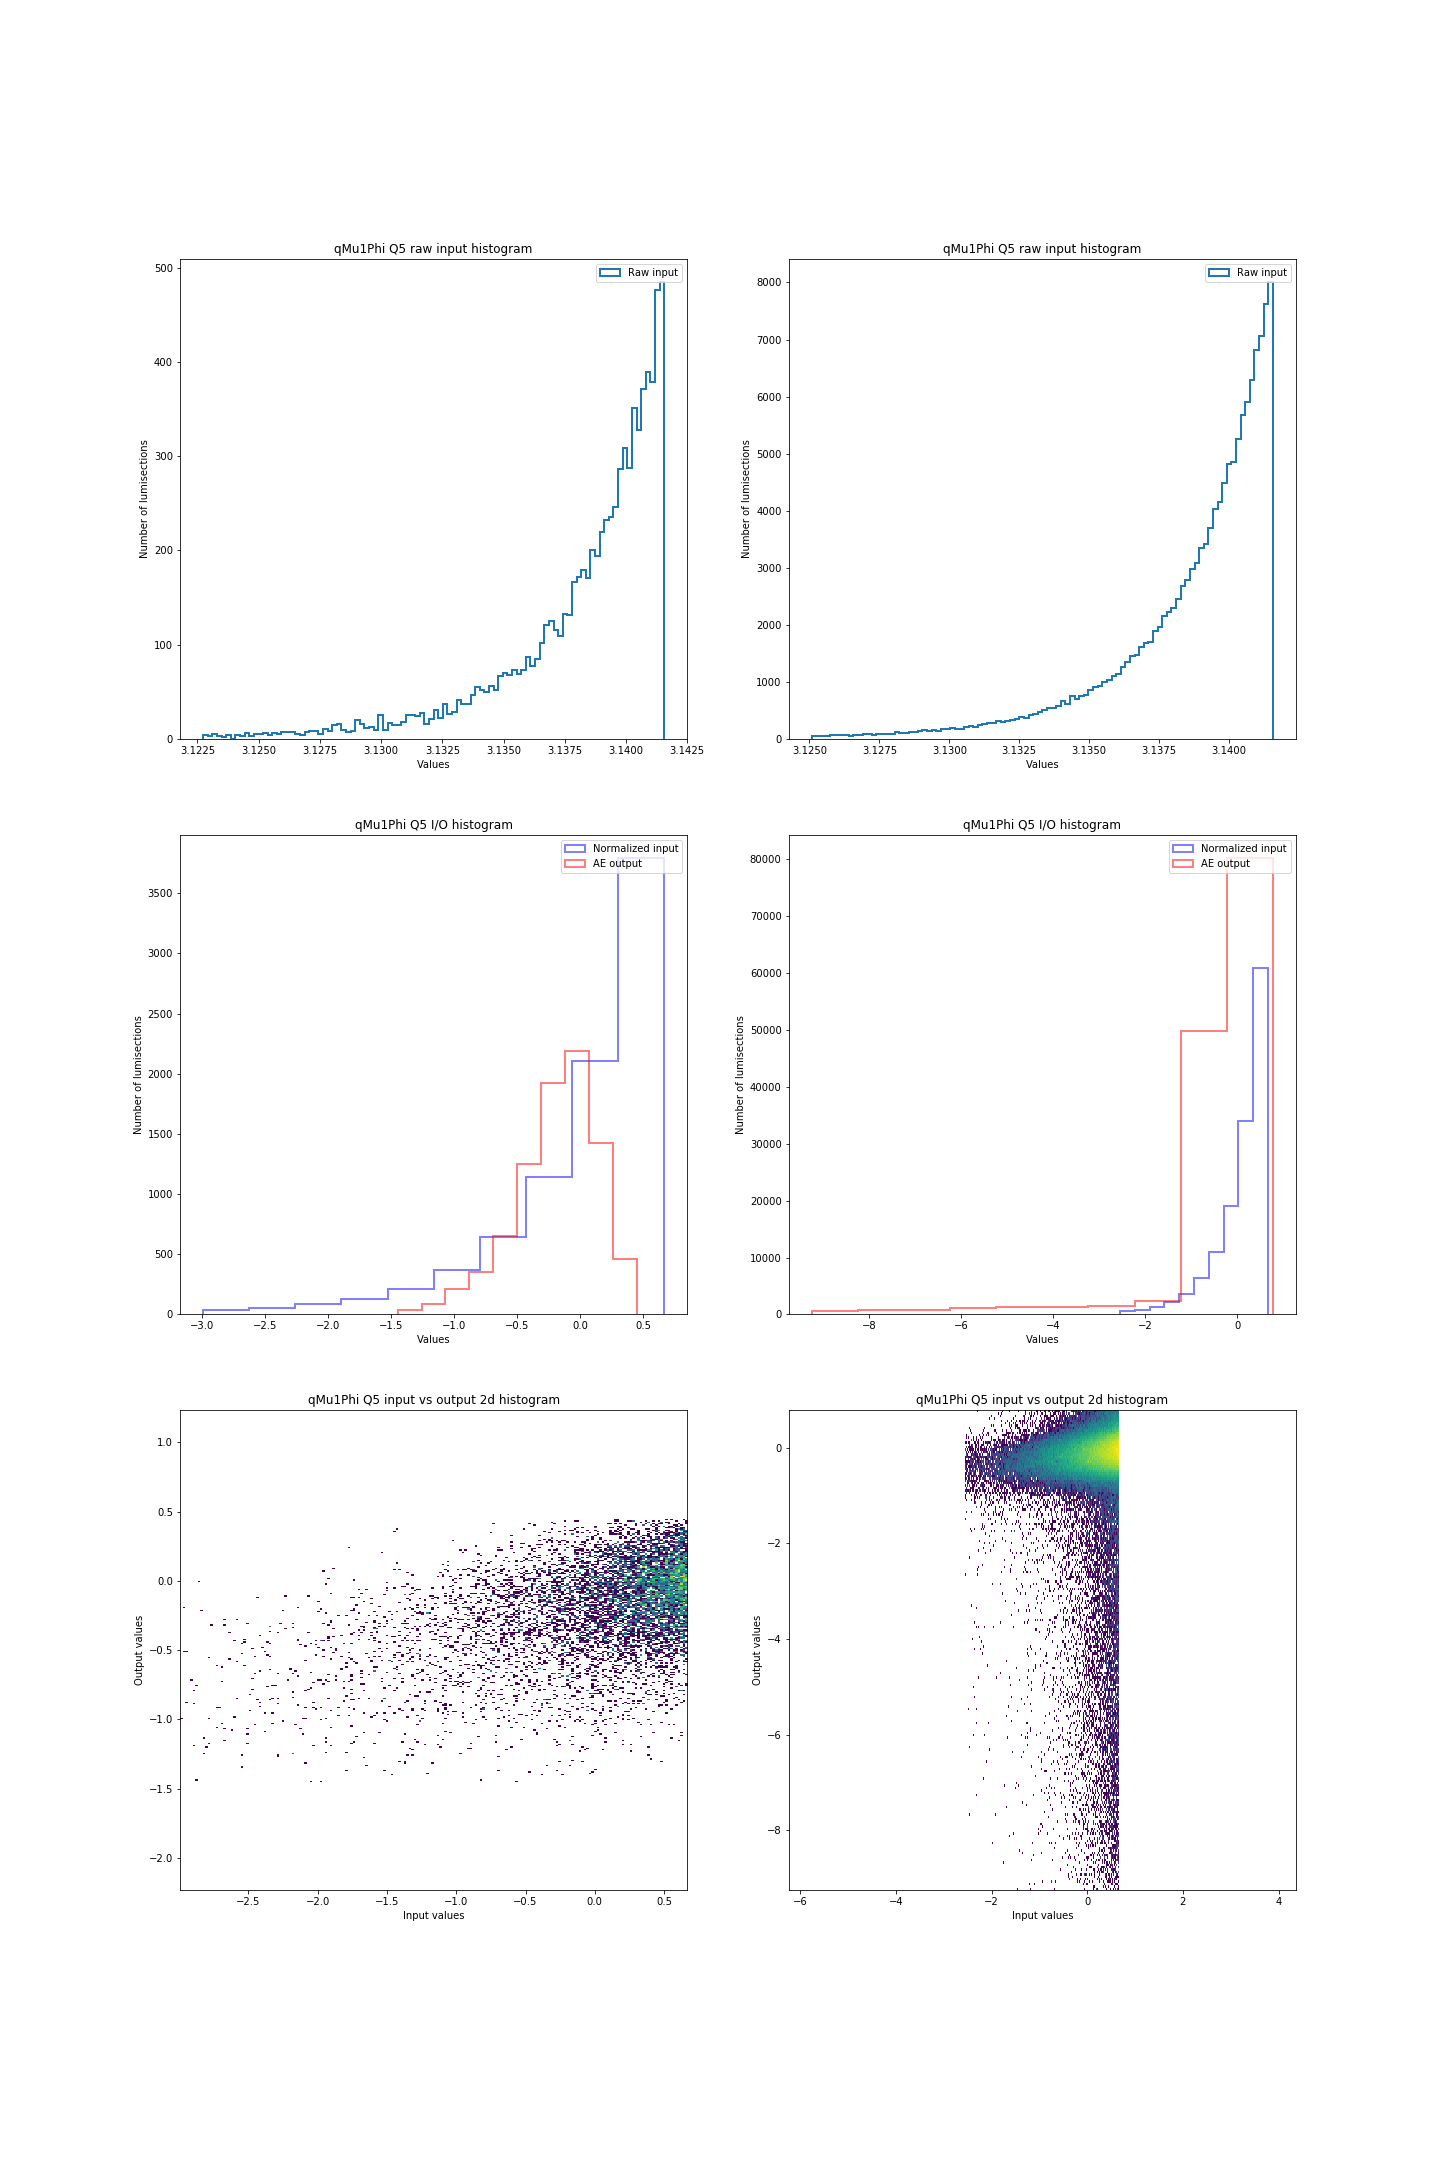 qMu1Phi Q5 raw input histogram
Raw input
Number of lumisections
500
400
300
200
100
0
3.1225 3.1250 3.1275 3.1300 3.1325 3.1350 3.1375 3.1400 3.1425
Values
qMu1Phi Q5 raw input histogram
Raw input
Number of lumisections
8000
7000
6000
5000
4000
3000
2000
1000
0
3.1250 3.1275 3.1300 3.1325 3.1350 3.1375 3.1400
Values
qMu1Phi Q5 I/O histogram
Normalized input
AE output
Number of lumisections
3500
3000
2500
2000
1500
1000
500
0
−3.0 −2.5 −2.0 −1.5 −1.0 −0.5 0.0 0.5
Values
qMu1Phi Q5 I/O histogram
Normalized input
AE output
Number of lumisections
80000
70000
60000
50000
40000
30000
20000
10000
0
−8 −6 −4 −2 0
Values
qMu1Phi Q5 input vs output 2d histogram
Output values
1.0
0.5
0.0
−0.5
−1.0
−1.5
−2.0
−2.5 −2.0 −1.5 −1.0 −0.5 0.0 0.5
Input values
qMu1Phi Q5 input vs output 2d histogram
Output values
0
−2
−4
−6
−8
−6 −4 −2 0 2 4
Input values